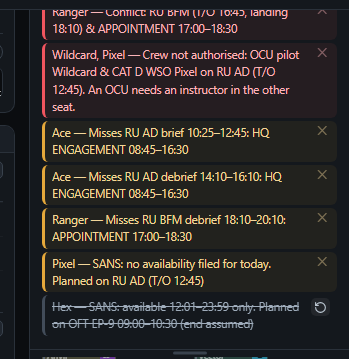 Ranger — Conflict: RU BFM (T/O 16:45, landing
18:10) & APPOINTMENT 17:00–18:30
Wildcard, Pixel — Crew not authorised: OCU pilot
Wildcard & CAT D WSO Pixel on RU AD (T/O
12:45). An OCU needs an instructor in the other
seat.
Ace — Misses RU AD brief 10:25–12:45: HQ
ENGAGEMENT 08:45–16:30
Ace — Misses RU AD debrief 14:10–16:10: HQ
ENGAGEMENT 08:45–16:30
Ranger — Misses RU BFM debrief 18:10–20:10:
APPOINTMENT 17:00–18:30
Pixel — SANS: no availability filed for today.
Planned on RU AD (T/O 12:45)
Hex — SANS: available 12:01–23:59 only. Planned
on OFT EP-9 09:00–10:30 (end assumed)